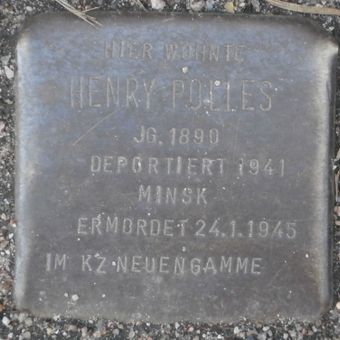 HIER WOHNTE
HENRY POLLES
JG. 1890
DEPORTIERT 1941
MINSK
ERMORDET 24.1.1945
IM KZ NEUENGAMME